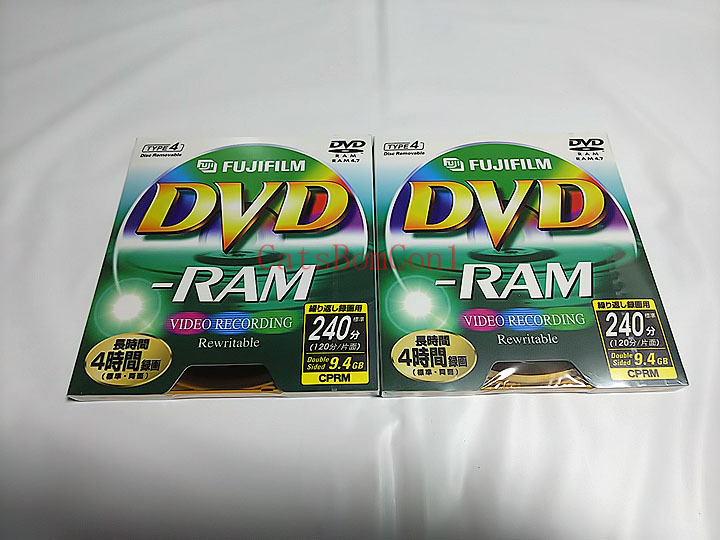 TYPE 4
Disc Removable
DVD
RAM
RAM4.7
FUJI FUJIFILM
DVD
-RAM
VIDEO RECORDING
Rewritable
長時間
4時間録画
(標準・両面)
繰り返し録画用
240分 標準
(120分/片面)
Double Sided 9.4GB
CPRM
TYPE 4
Disc Removable
DVD
RAM
RAM4.7
FUJI FUJIFILM
DVD
-RAM
VIDEO RECORDING
Rewritable
長時間
4時間録画
(標準・両面)
繰り返し録画用
240分 標準
(120分/片面)
Double Sided 9.4GB
CPRM
CatsBomCon1